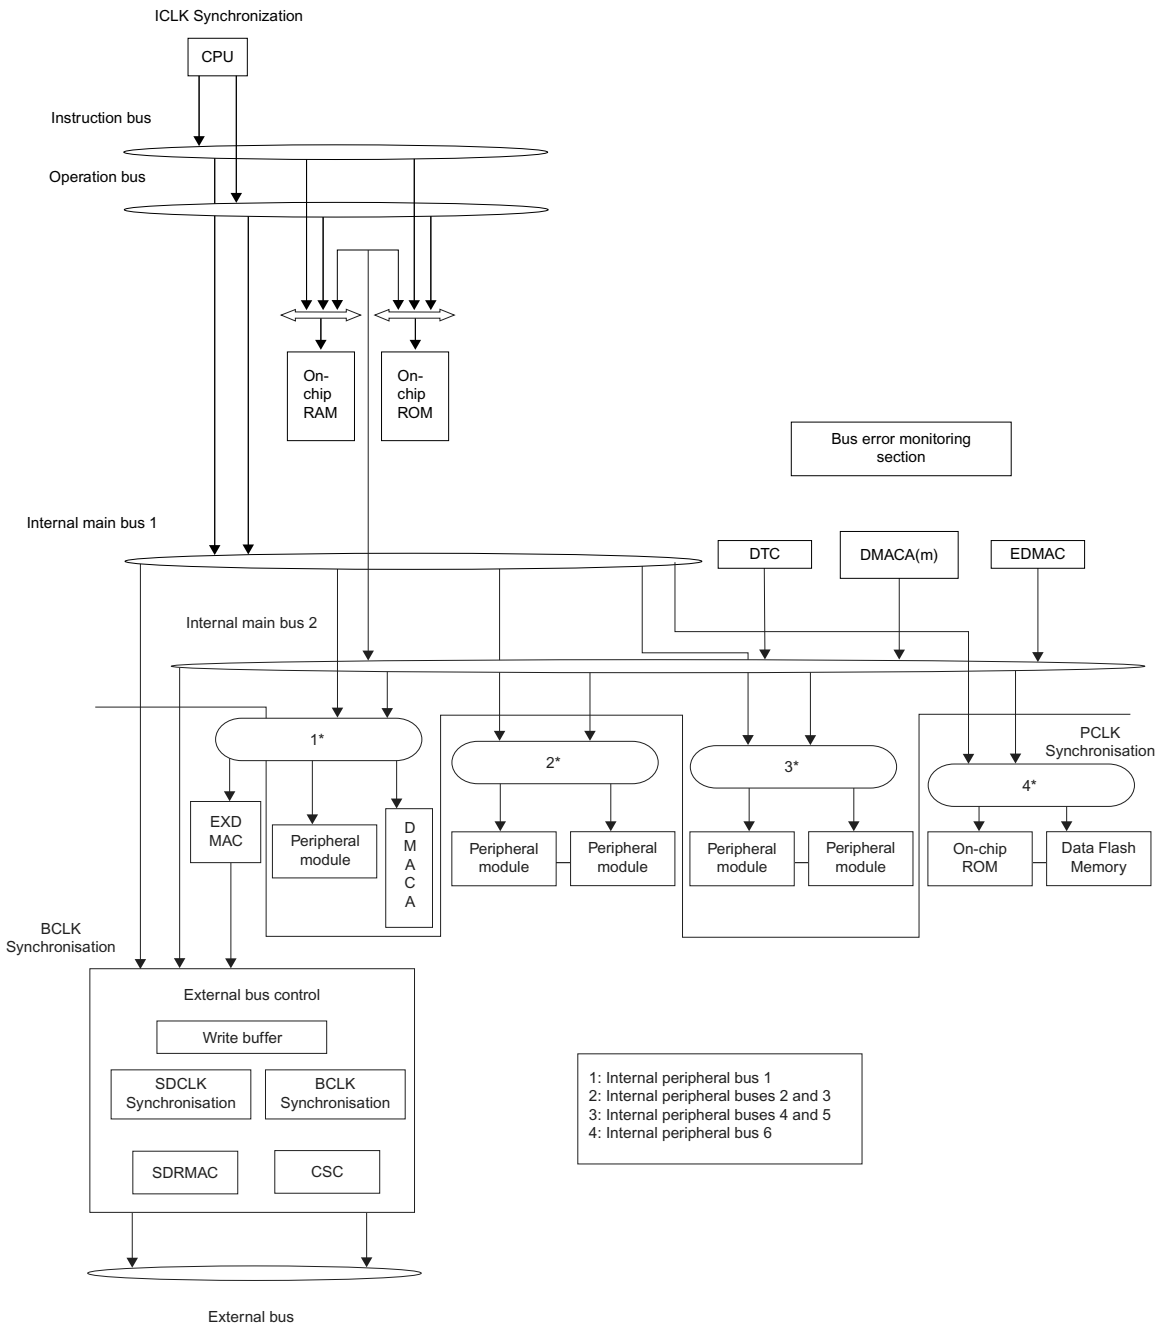 ICLK Synchronization
CPU
Instruction bus
Operation bus
On-
chip
RAM
On-
chip
ROM
Bus error monitoring
section
Internal main bus 1
DTC
DMACA(m)
EDMAC
Internal main bus 2
1*
2*
3*
4*
PCLK
Synchronisation
EXD
MAC
Peripheral
module
D
M
A
C
A
Peripheral
module
Peripheral
module
Peripheral
module
Peripheral
module
On-chip
ROM
Data Flash
Memory
BCLK
Synchronisation
External bus control
Write buffer
SDCLK
Synchronisation
BCLK
Synchronisation
SDRMAC
CSC
1: Internal peripheral bus 1
2: Internal peripheral buses 2 and 3
3: Internal peripheral buses 4 and 5
4: Internal peripheral bus 6
External bus